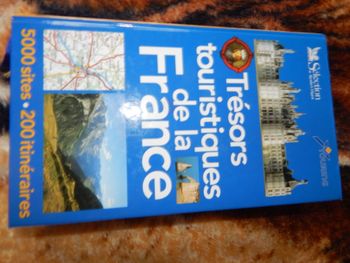 Sélection
Trésors
touristiques
de la
France
5000 sites • 200 itinéraires